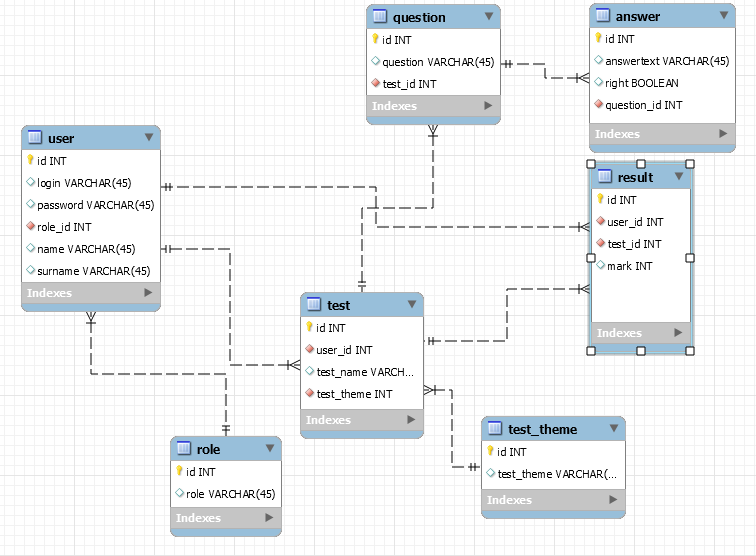 question
id INT
question VARCHAR(45)
test_id INT
Indexes
answer
id INT
answertext VARCHAR(45)
right BOOLEAN
question_id INT
Indexes
user
id INT
login VARCHAR(45)
password VARCHAR(45)
role_id INT
name VARCHAR(45)
surname VARCHAR(45)
Indexes
result
id INT
user_id INT
test_id INT
mark INT
Indexes
test
id INT
user_id INT
test_name VARCH...
test_theme INT
Indexes
role
id INT
role VARCHAR(45)
Indexes
test_theme
id INT
test_theme VARCHAR(...
Indexes